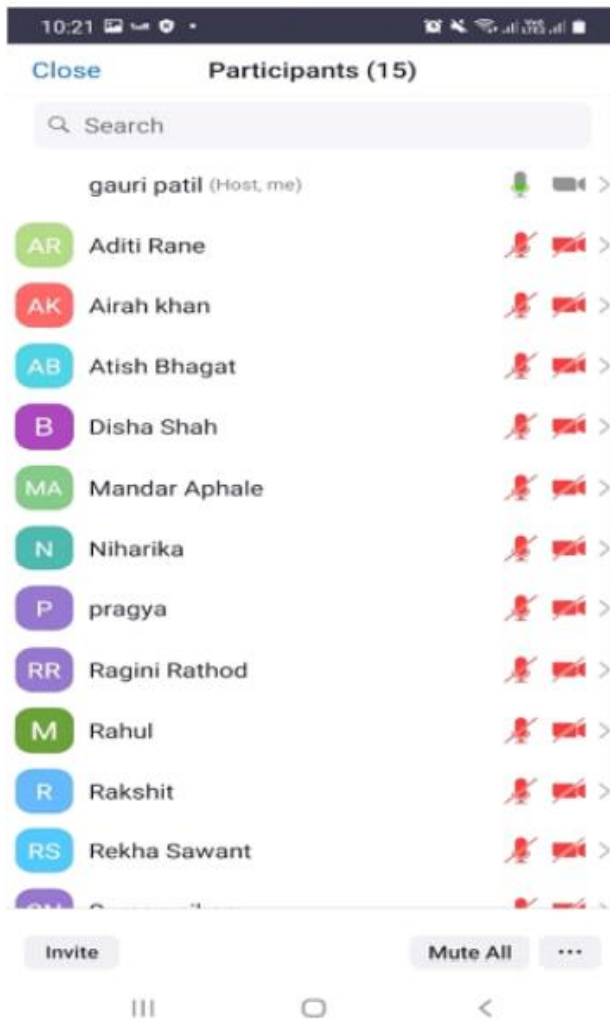 10:21
Close Participants (15)
Search
gauri patil (Host, me)
AR Aditi Rane
AK Airah khan
AB Atish Bhagat
B Disha Shah
MA Mandar Aphale
N Niharika
P pragya
RR Ragini Rathod
M Rahul
R Rakshit
RS Rekha Sawant
Invite Mute All ...